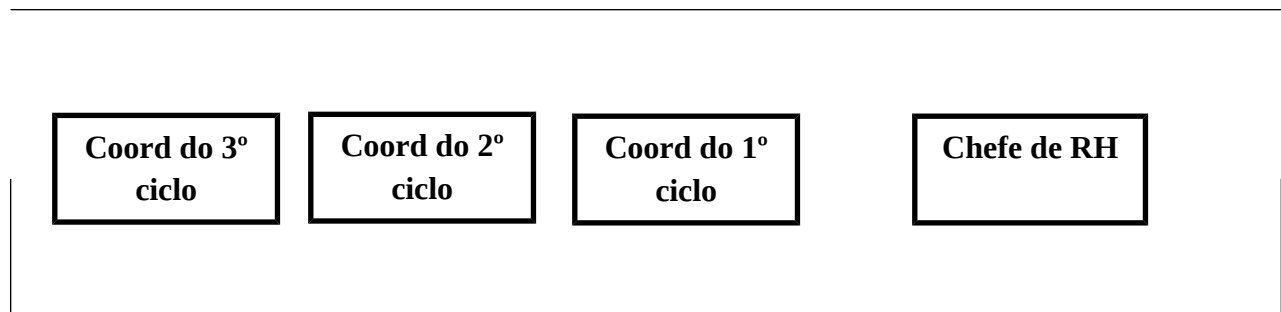 Coord do 3º
ciclo
Coord do 2º
ciclo
Coord do 1º
ciclo
Chefe de RH